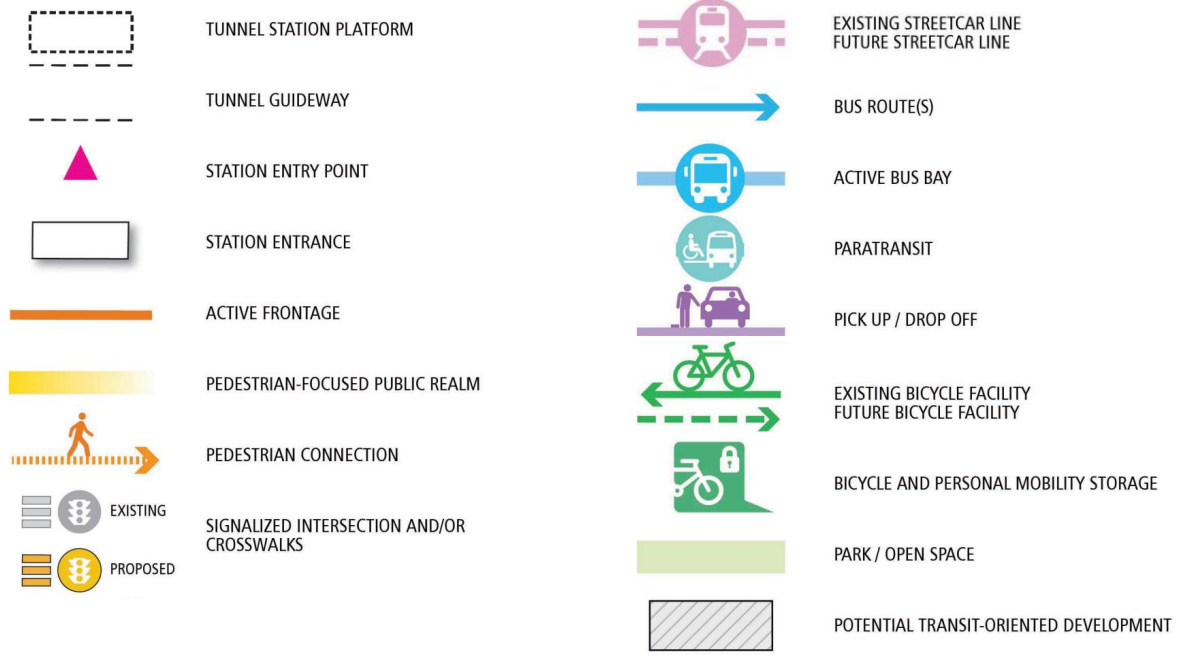 TUNNEL STATION PLATFORM
TUNNEL GUIDEWAY
STATION ENTRY POINT
STATION ENTRANCE
ACTIVE FRONTAGE
PEDESTRIAN-FOCUSED PUBLIC REALM
PEDESTRIAN CONNECTION
EXISTING
PROPOSED
SIGNALIZED INTERSECTION AND/OR
CROSSWALKS
EXISTING STREETCAR LINE
FUTURE STREETCAR LINE
BUS ROUTE(S)
ACTIVE BUS BAY
PARATRANSIT
PICK UP / DROP OFF
EXISTING BICYCLE FACILITY
FUTURE BICYCLE FACILITY
BICYCLE AND PERSONAL MOBILITY STORAGE
PARK / OPEN SPACE
POTENTIAL TRANSIT-ORIENTED DEVELOPMENT